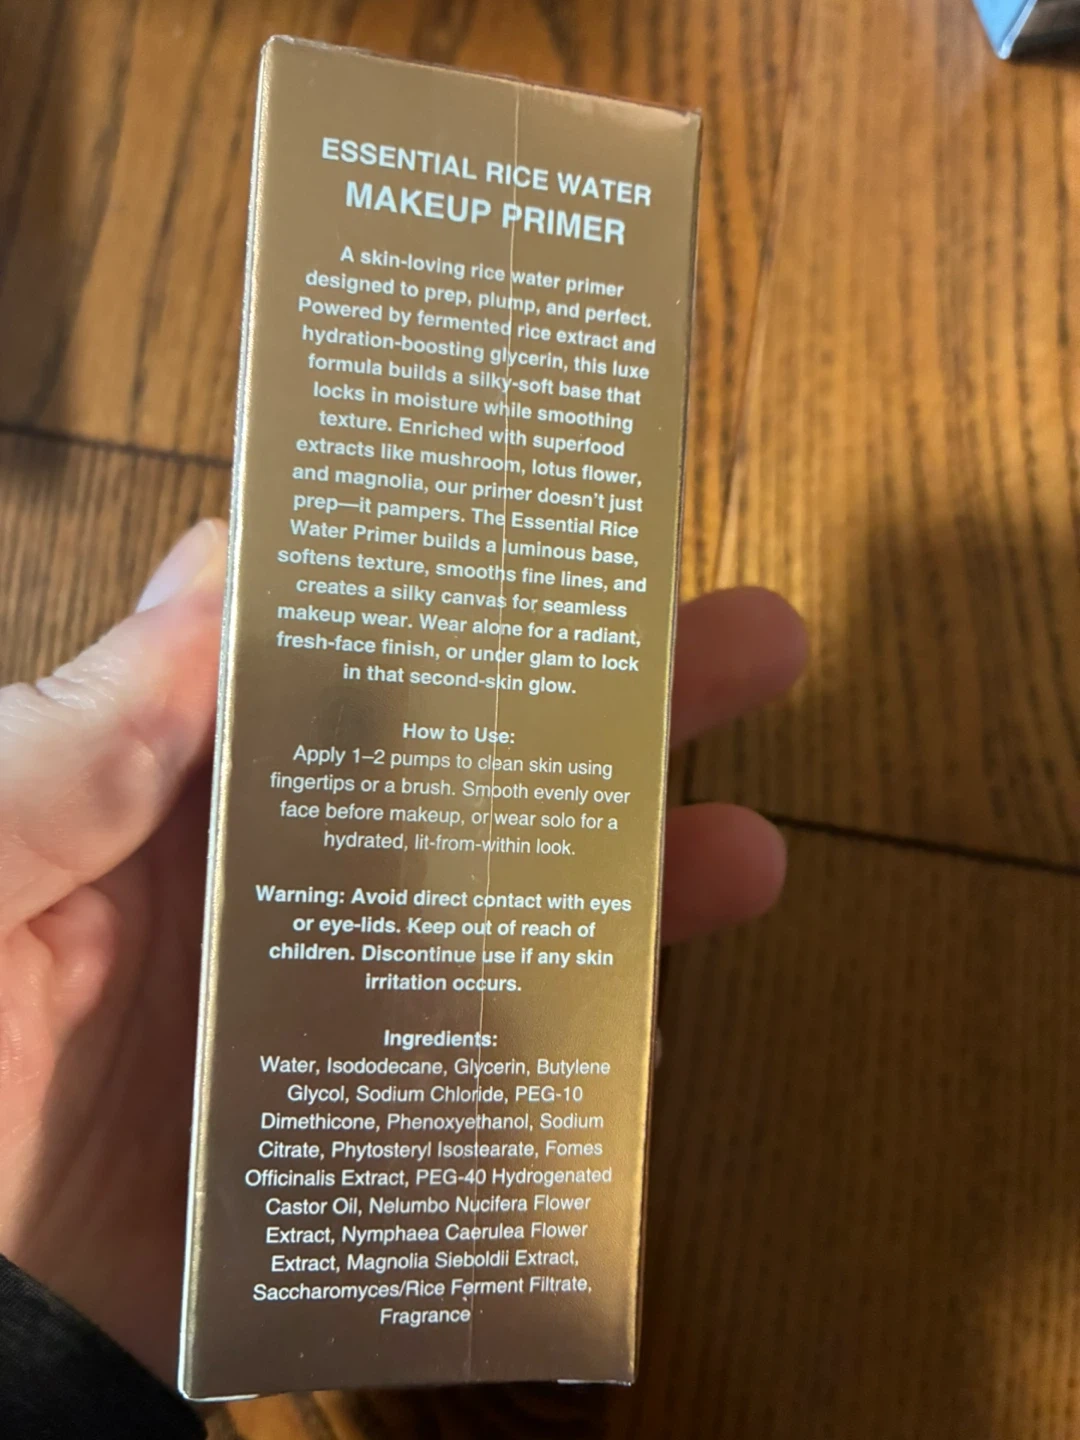 ESSENTIAL RICE WATER
MAKEUP PRIMER
A skin-loving rice water primer
designed to prep, plump, and perfect.
Powered by fermented rice extract and
hydration-boosting glycerin, this luxe
formula builds a silky-soft base that
locks in moisture while smoothing
texture. Enriched with superfood
extracts like mushroom, lotus flower,
and magnolia, our primer doesn't just
prep—it pampers. The Essential Rice
Water Primer builds a luminous base,
softens texture, smooths fine lines, and
creates a silky canvas for seamless
makeup wear. Wear alone for a radiant,
fresh-face finish, or under glam to lock
in that second-skin glow.
How to Use:
Apply 1–2 pumps to clean skin using
fingertips or a brush. Smooth evenly over
face before makeup, or wear solo for a
hydrated, lit-from-within look.
Warning: Avoid direct contact with eyes
or eye-lids. Keep out of reach of
children. Discontinue use if any skin
irritation occurs.
Ingredients:
Water, Isododecane, Glycerin, Butylene
Glycol, Sodium Chloride, PEG-10
Dimethicone, Phenoxyethanol, Sodium
Citrate, Phytosteryl Isostearate, Fomes
Officinalis Extract, PEG-40 Hydrogenated
Castor Oil, Nelumbo Nucifera Flower
Extract, Nymphaea Caerulea Flower
Extract, Magnolia Sieboldii Extract,
Saccharomyces/Rice Ferment Filtrate,
Fragrance